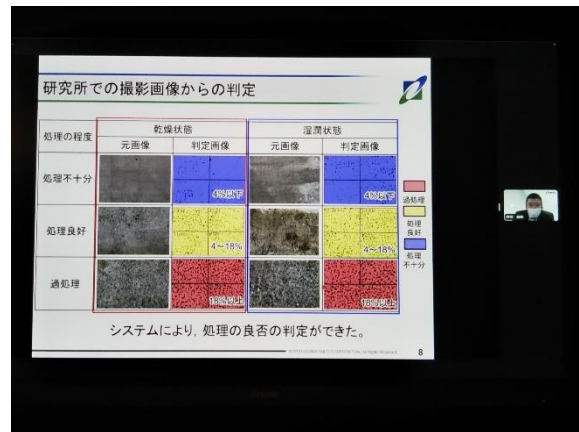 研究所での撮影画像からの判定
処理の程度
乾燥状態
湿潤状態
元画像
判定画像
元画像
判定画像
処理不十分
4%以下
4%以下
処理良好
4～18%
4～18%
過処理
18%以上
18%以上
過処理
処理
良好
処理
不十分
システムにより，処理の良否の判定ができた。
8